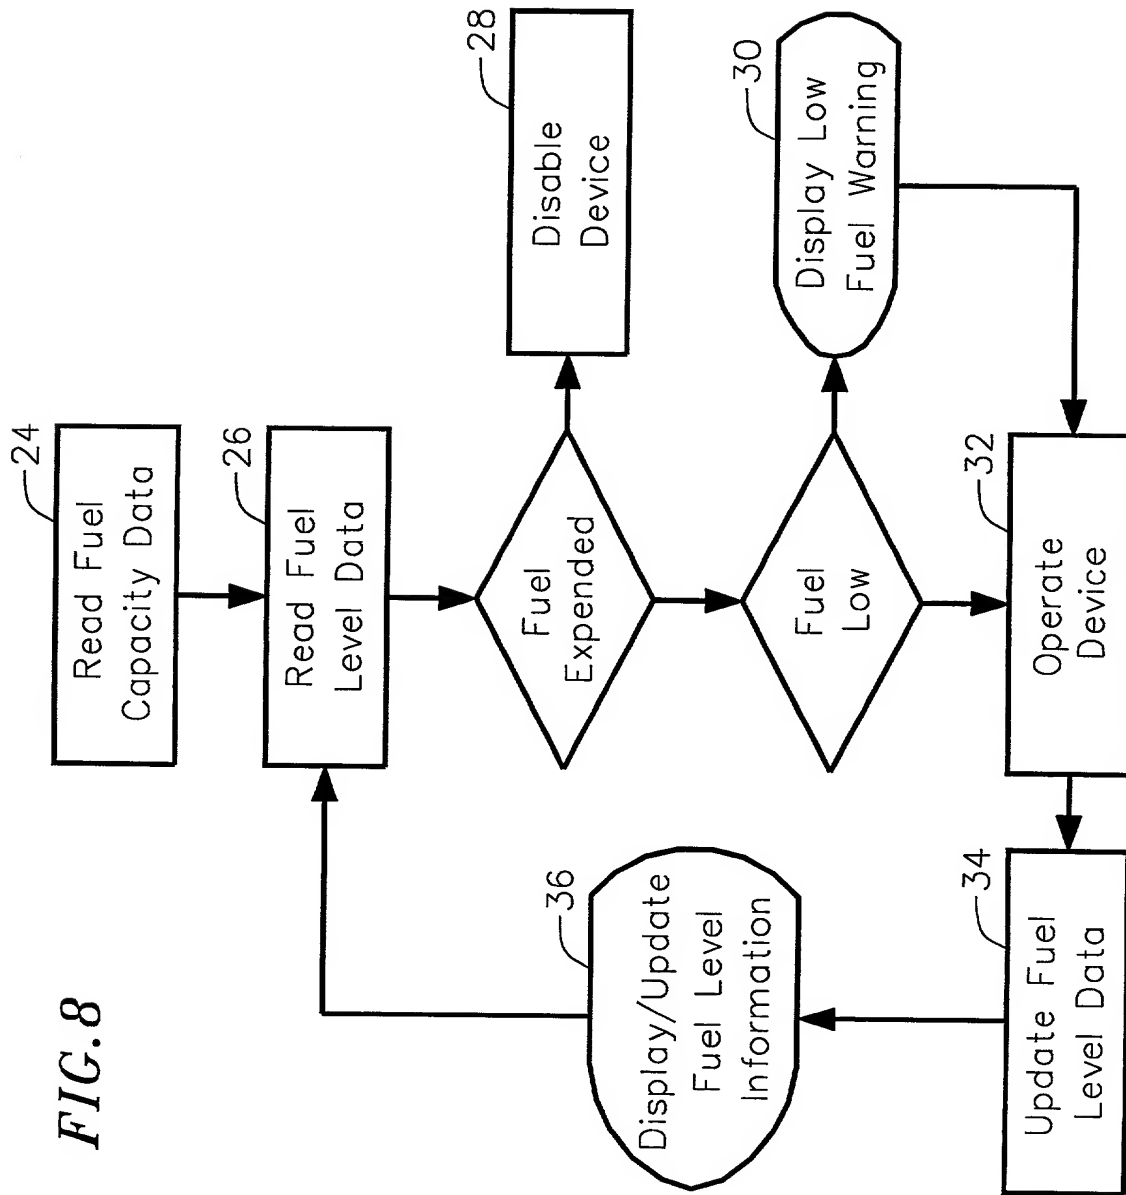 FIG.8
24
Read Fuel
Capacity Data
26
Read Fuel
Level Data
Fuel
Expended
28
Disable
Device
Fuel
Low
30
Display Low
Fuel Warning
32
Operate
Device
34
Update Fuel
Level Data
36
Display/Update
Fuel Level
Information